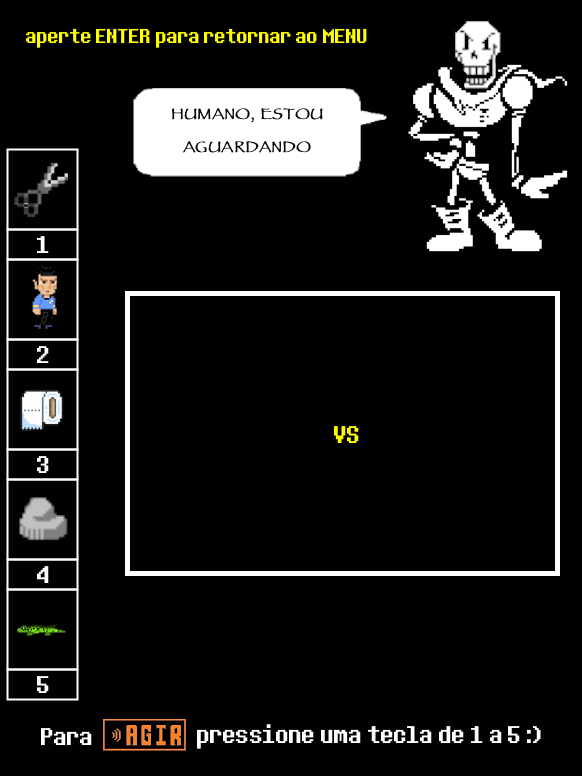 aperte ENTER para retornar ao MENU
HUMANO, ESTOU
AGUARDANDO
1
2
3
4
5
VS
Para AGIR pressione uma tecla de 1 a 5 :)